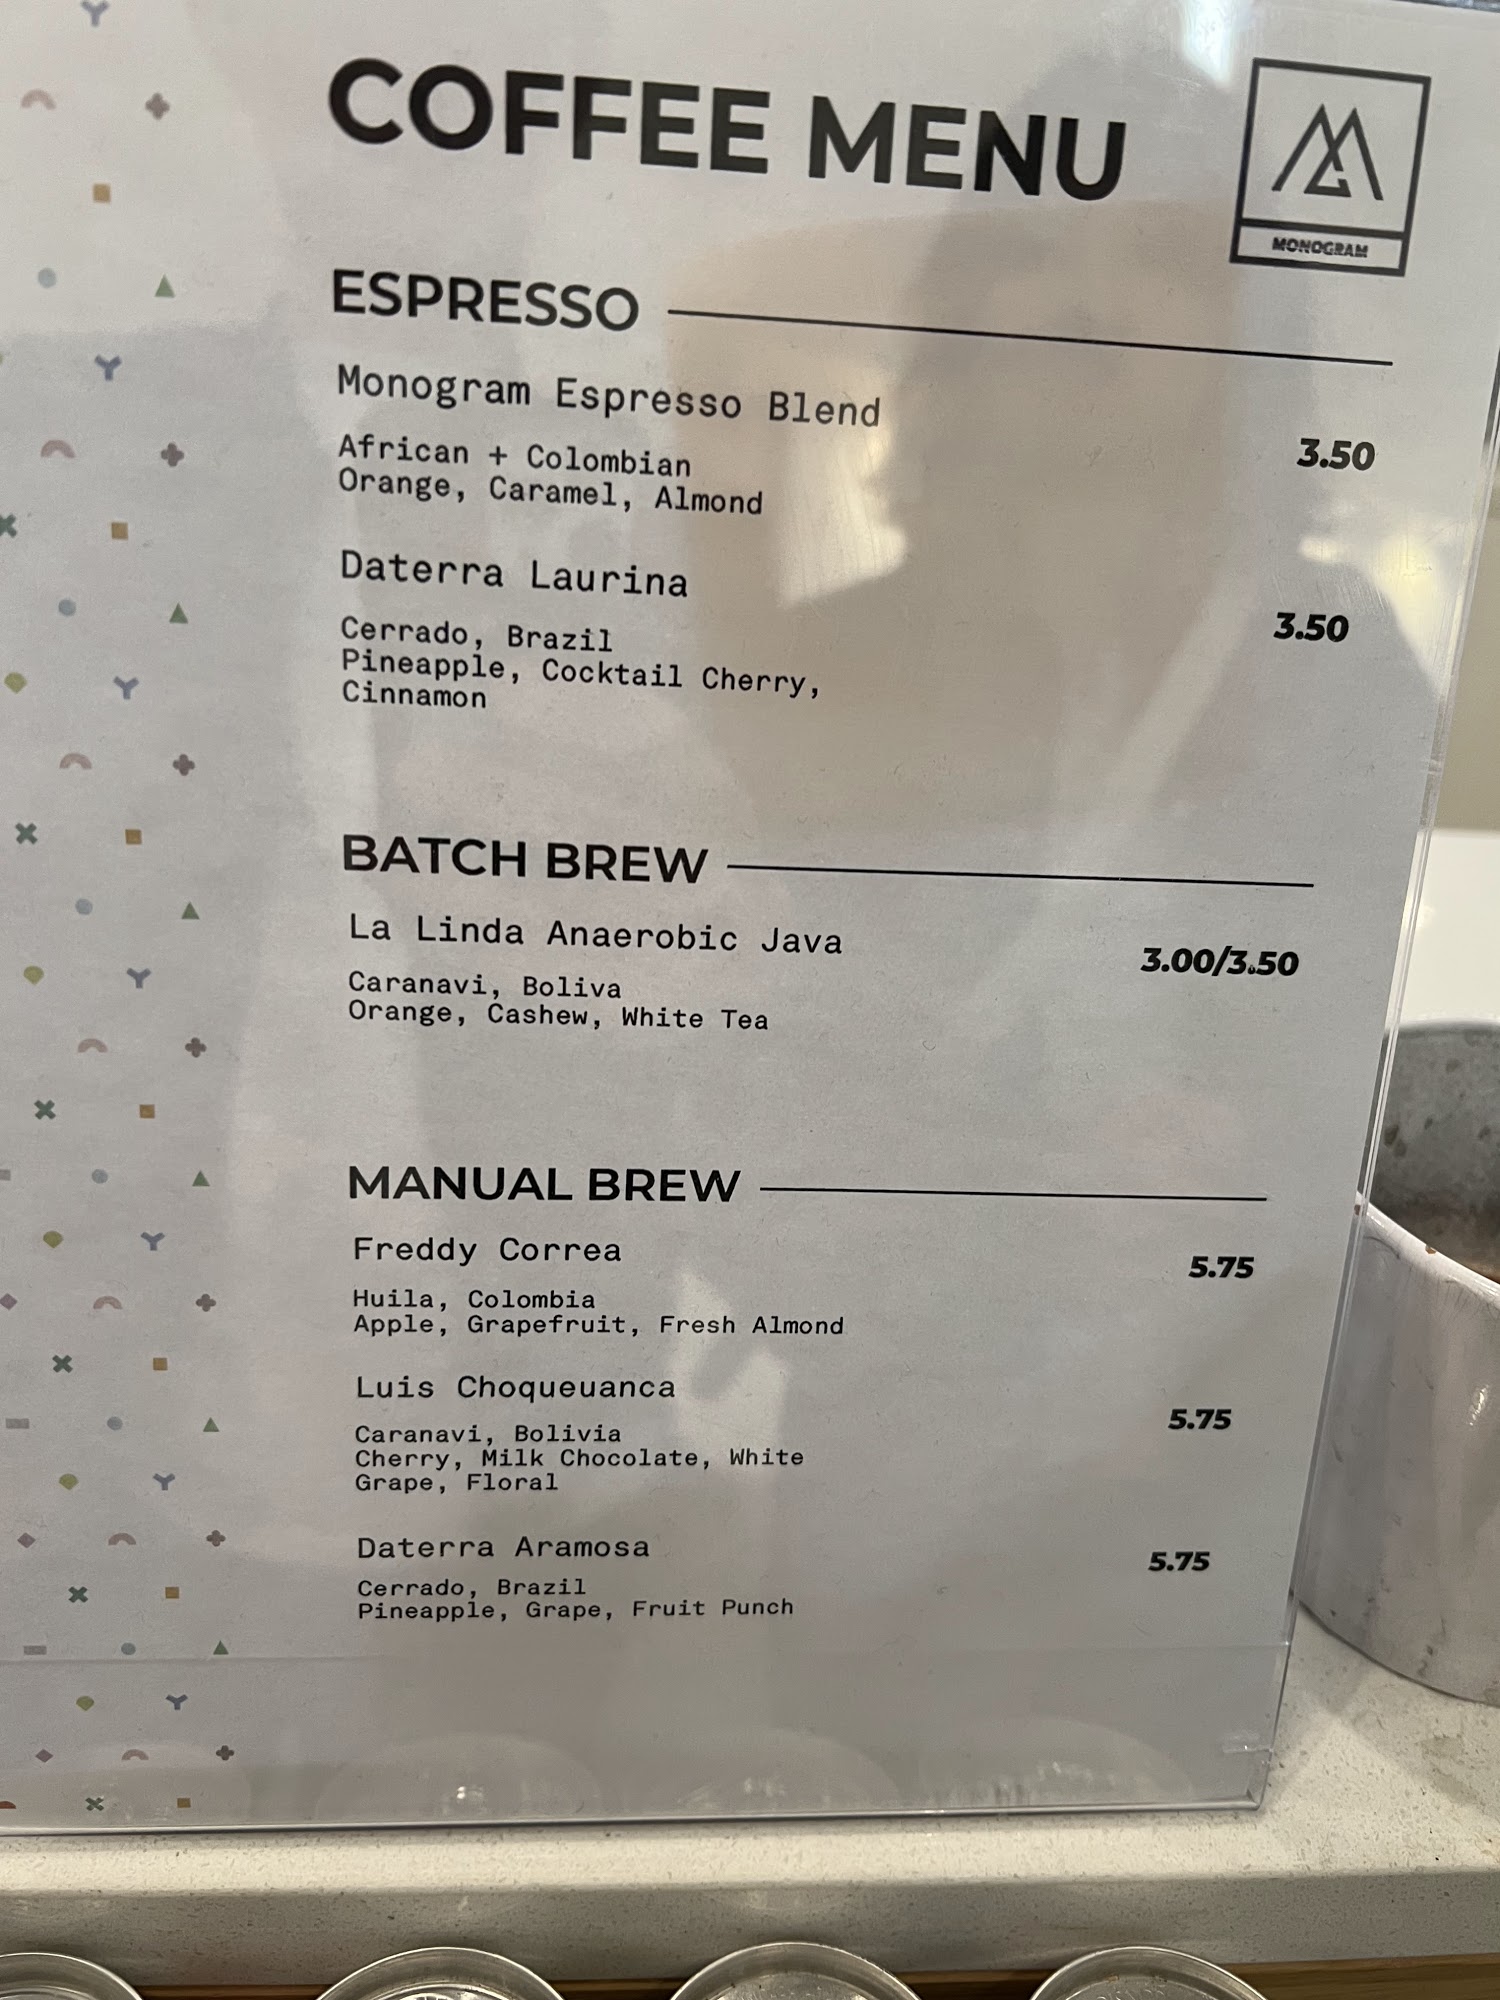 COFFEE MENU
MONOGRAM
ESPRESSO
Monogram Espresso Blend
3.50
African + Colombian
Orange, Caramel, Almond
Daterra Laurina
3.50
Cerrado, Brazil
Pineapple, Cocktail Cherry,
Cinnamon
BATCH BREW
La Linda Anaerobic Java
3.00/3.50
Caranavi, Boliva
Orange, Cashew, White Tea
MANUAL BREW
Freddy Correa
5.75
Huila, Colombia
Apple, Grapefruit, Fresh Almond
Luis Choqueuanca
5.75
Caranavi, Bolivia
Cherry, Milk Chocolate, White
Grape, Floral
Daterra Aramosa
5.75
Cerrado, Brazil
Pineapple, Grape, Fruit Punch